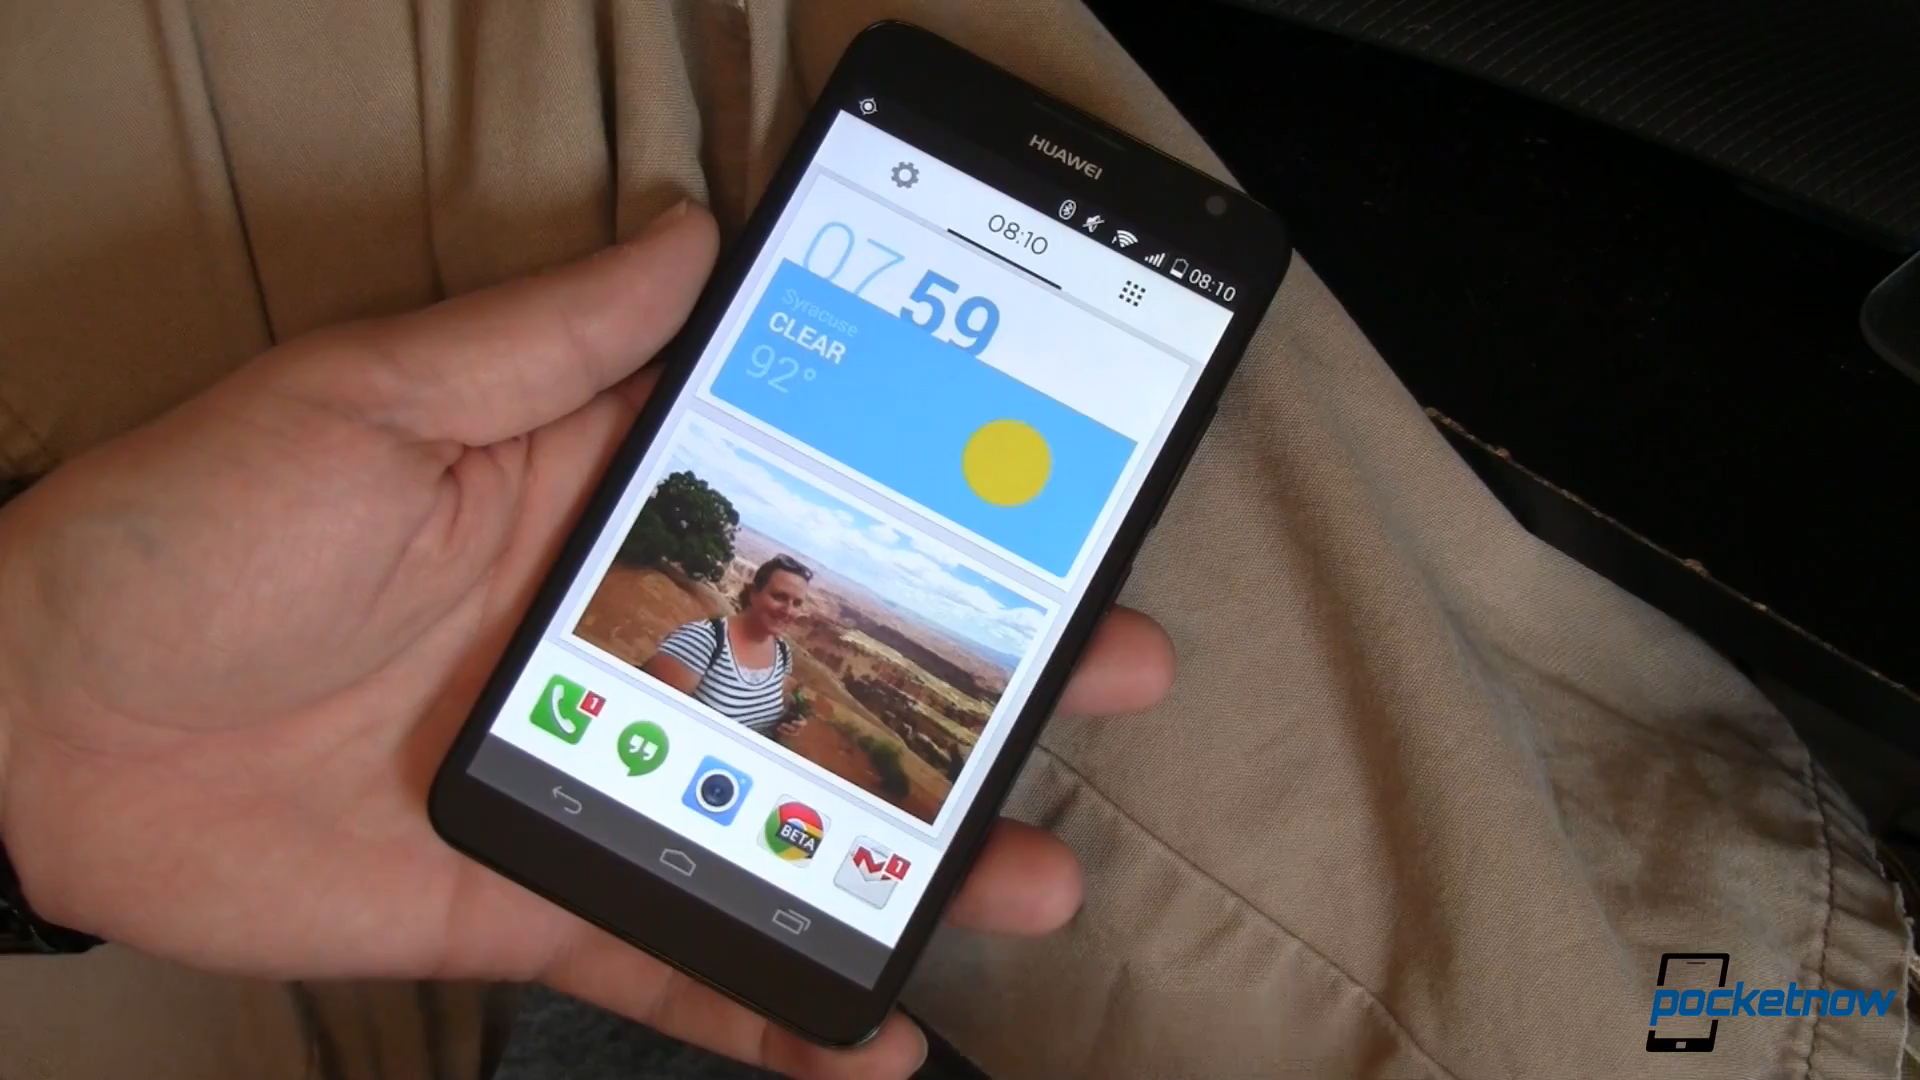 HUAWEI
08:10
08:10
07 59
Syracuse
CLEAR
92°
1
BETA
1
pocketnow